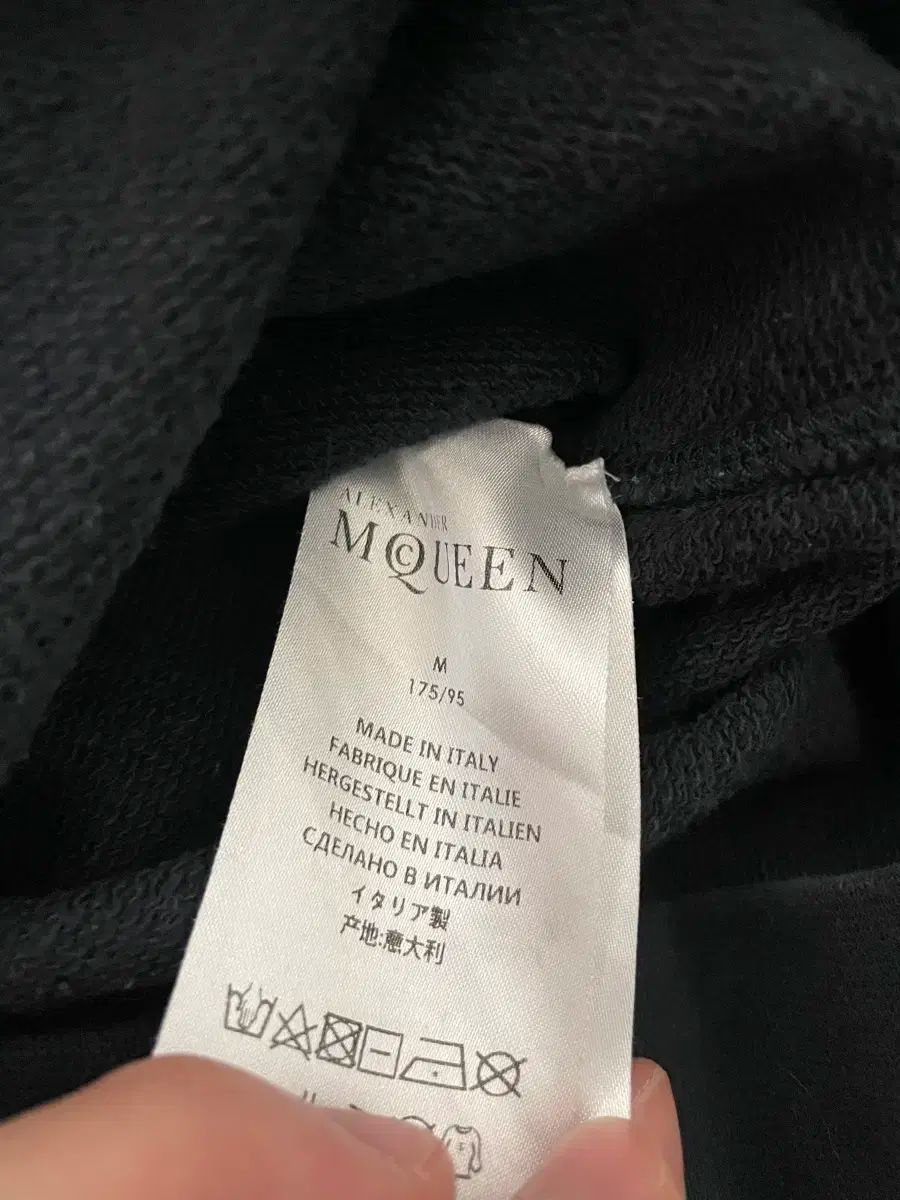 ALEXANDER
MCQUEEN
M
175/95
MADE IN ITALY
FABRIQUE EN ITALIE
HERGESTELLT IN ITALIEN
HECHO EN ITALIA
СДЕЛАНО В ИТАЛИИ
イタリア製
产地:意大利